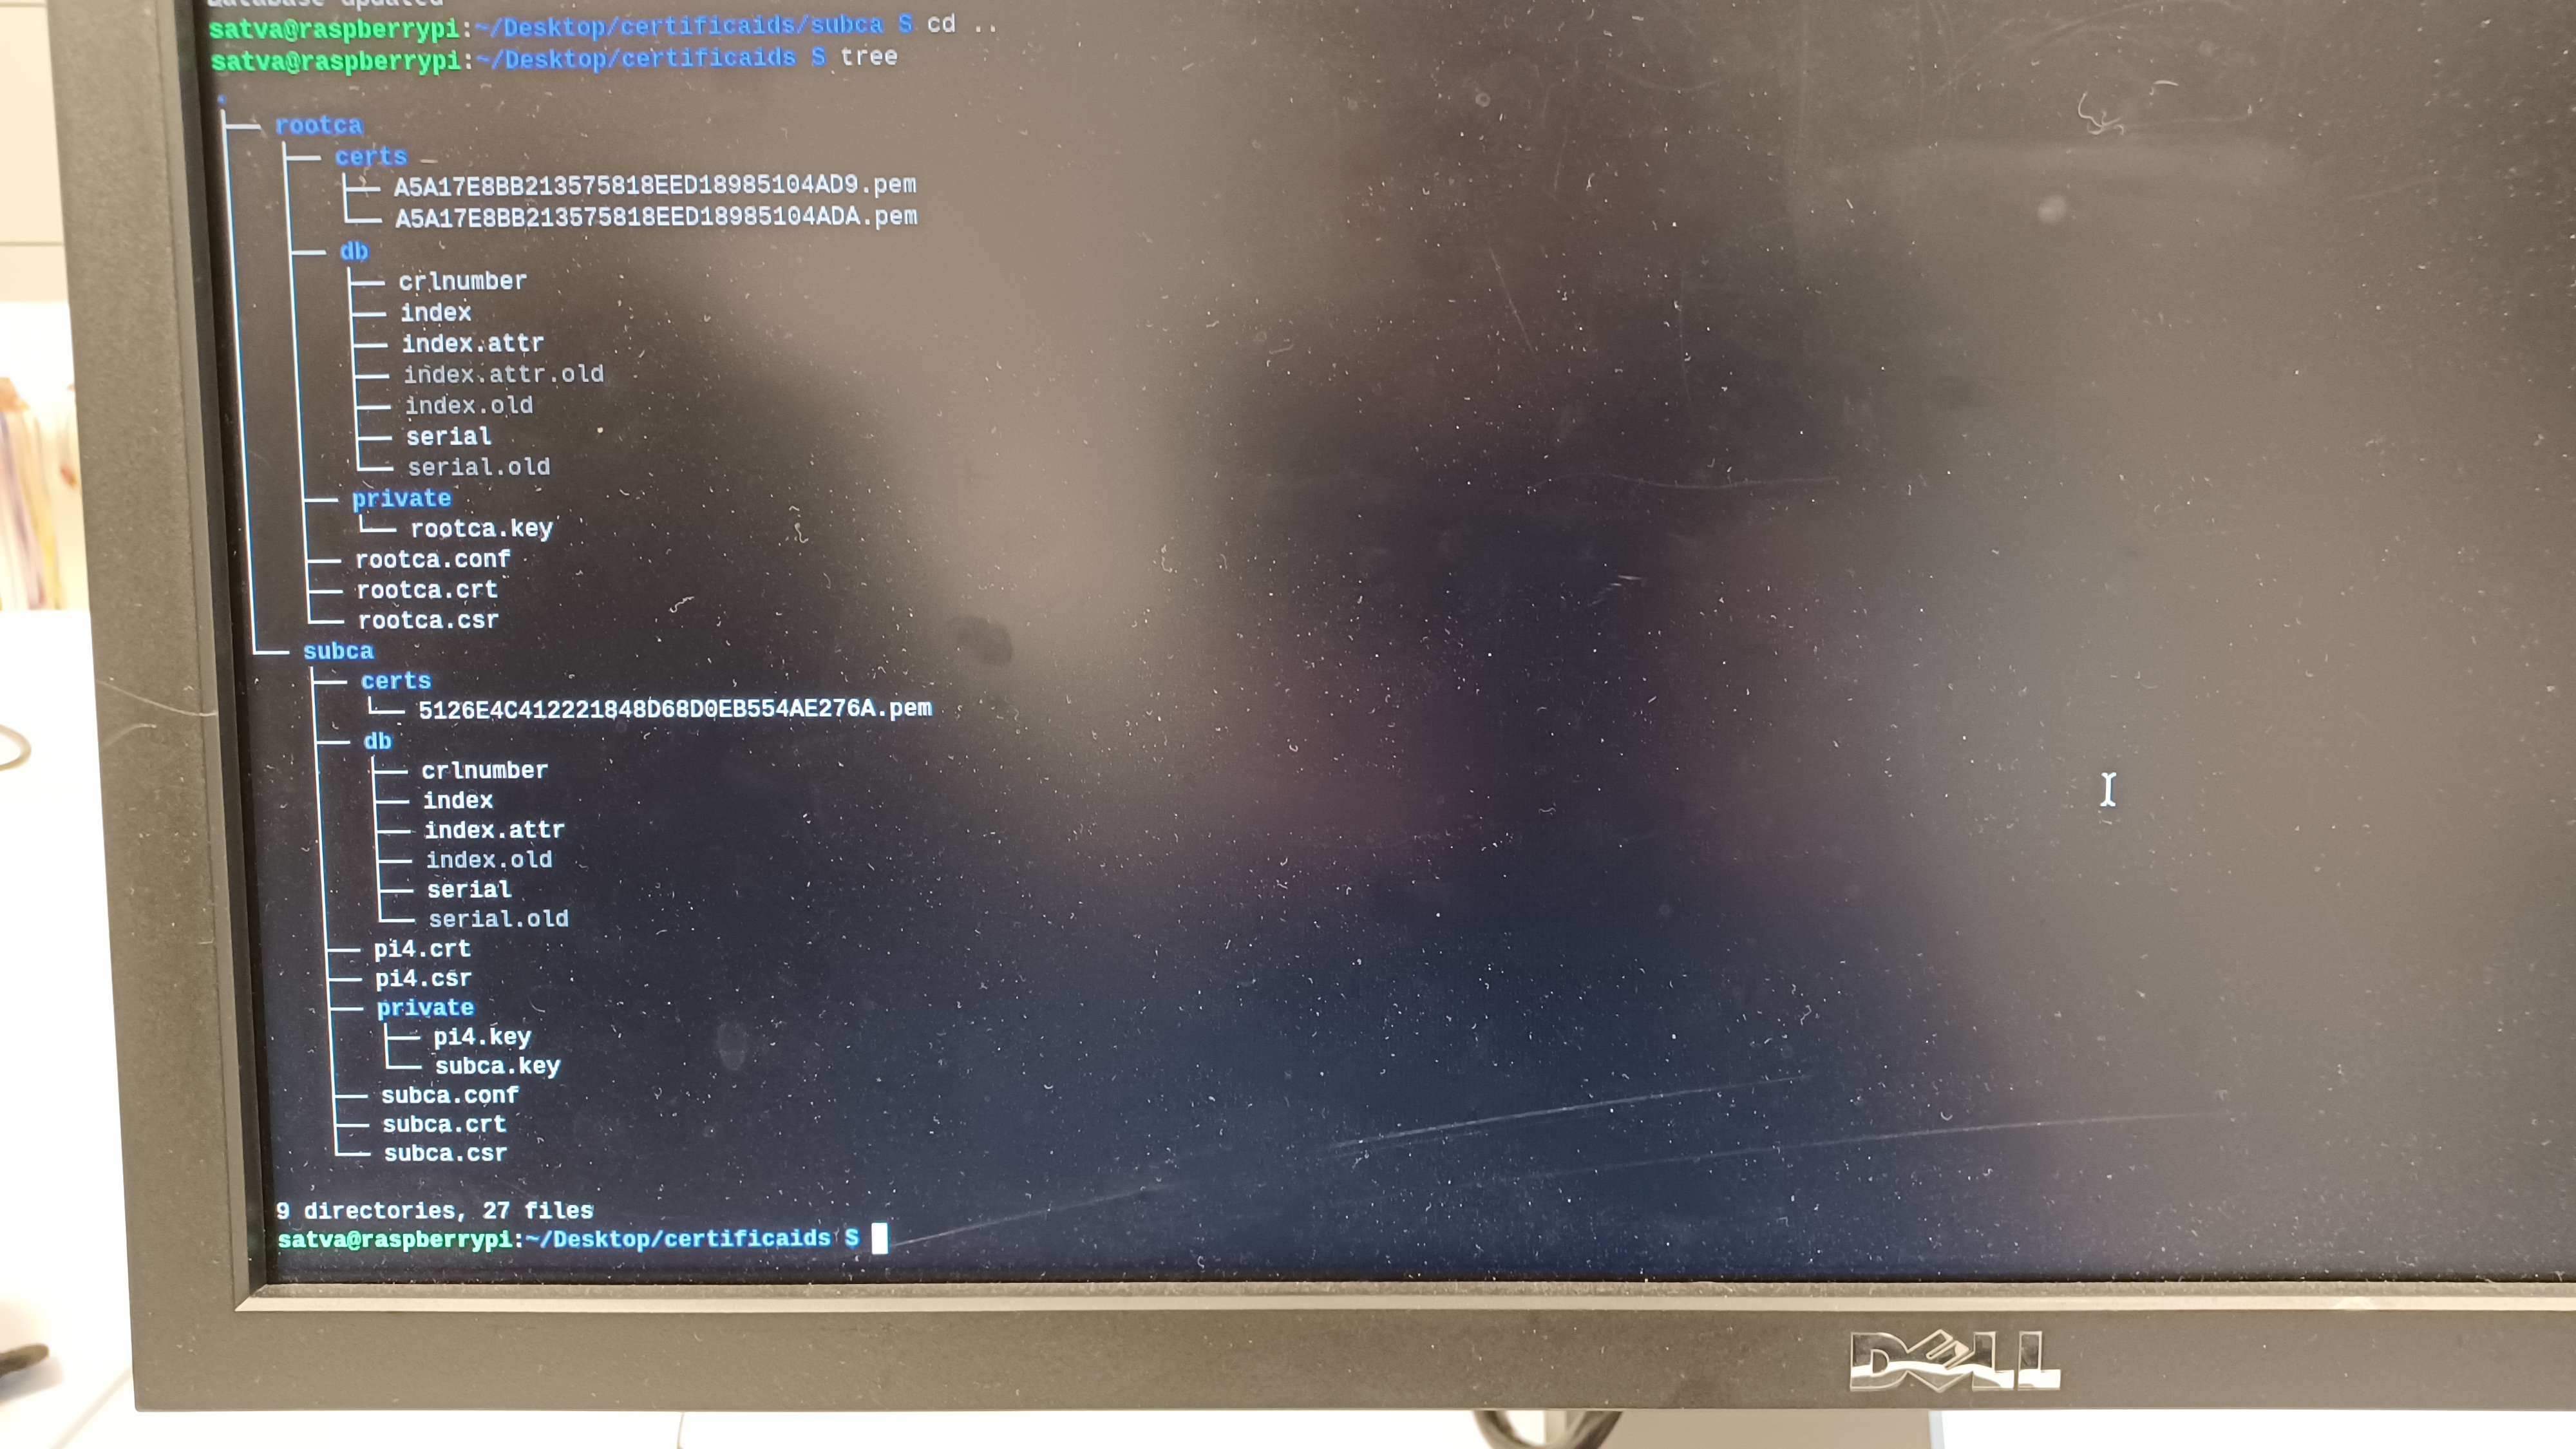 Database updated
satva@raspberrypi:~/Desktop/certificaids/subca $ cd ..
satva@raspberrypi:~/Desktop/certificaids $ tree
.
├── rootca
│   ├── certs
│   │   ├── A5A17E8BB213575818EED18985104AD9.pem
│   │   └── A5A17E8BB213575818EED18985104ADA.pem
│   ├── db
│   │   ├── crlnumber
│   │   ├── index
│   │   ├── index.attr
│   │   ├── index.attr.old
│   │   ├── index.old
│   │   ├── serial
│   │   └── serial.old
│   ├── private
│   │   └── rootca.key
│   ├── rootca.conf
│   ├── rootca.crt
│   └── rootca.csr
└── subca
    ├── certs
    │   └── 5126E4C412221848D68D0EB554AE276A.pem
    ├── db
    │   ├── crlnumber
    │   ├── index
    │   ├── index.attr
    │   ├── index.old
    │   ├── serial
    │   └── serial.old
    ├── pi4.crt
    ├── pi4.csr
    ├── private
    │   ├── pi4.key
    │   └── subca.key
    ├── subca.conf
    ├── subca.crt
    └── subca.csr
9 directories, 27 files
satva@raspberrypi:~/Desktop/certificaids $
DELL